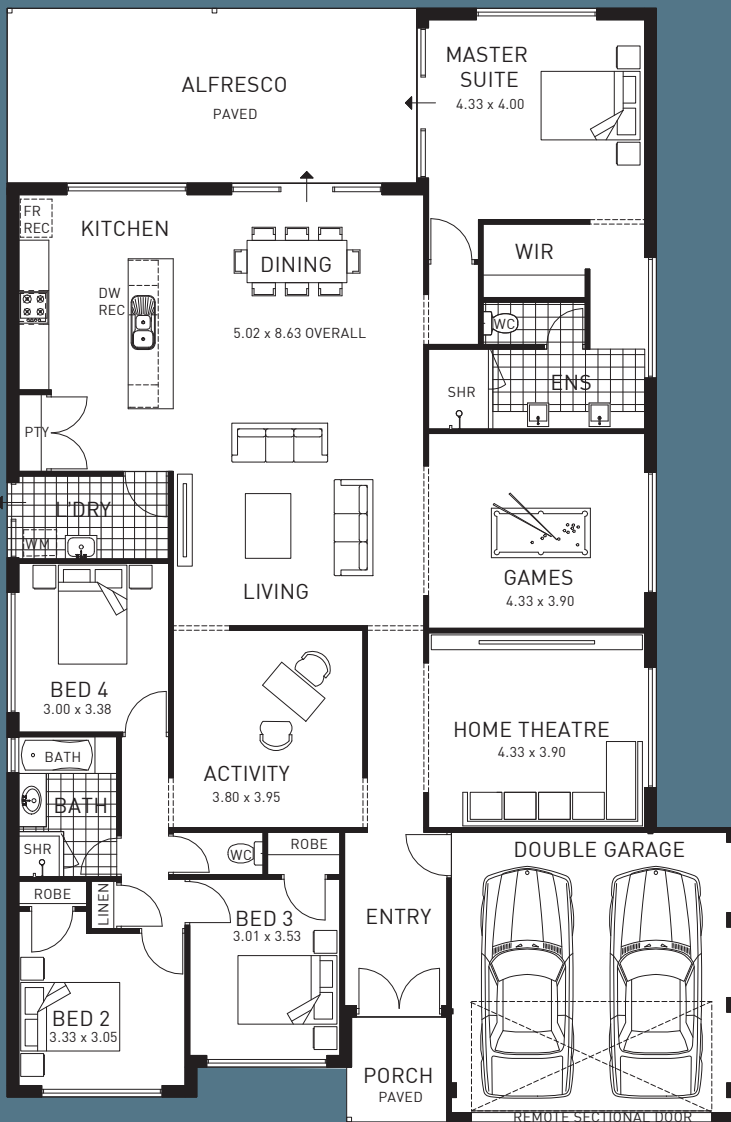 ALFRESCO
PAVED
MASTER
SUITE
4.33 x 4.00
FR
REC
KITCHEN
DINING
DW
REC
5.02 x 8.63 OVERALL
WIR
WC
SHR
ENS
PTY
L'DRY
WM
LIVING
GAMES
4.33 x 3.90
BED 4
3.00 x 3.38
HOME THEATRE
4.33 x 3.90
BATH
BATH
SHR
ACTIVITY
3.80 x 3.95
WC
ROBE
DOUBLE GARAGE
ROBE
LINEN
BED 3
3.01 x 3.53
ENTRY
BED 2
3.33 x 3.05
PORCH
PAVED
REMOTE SECTIONAL DOOR